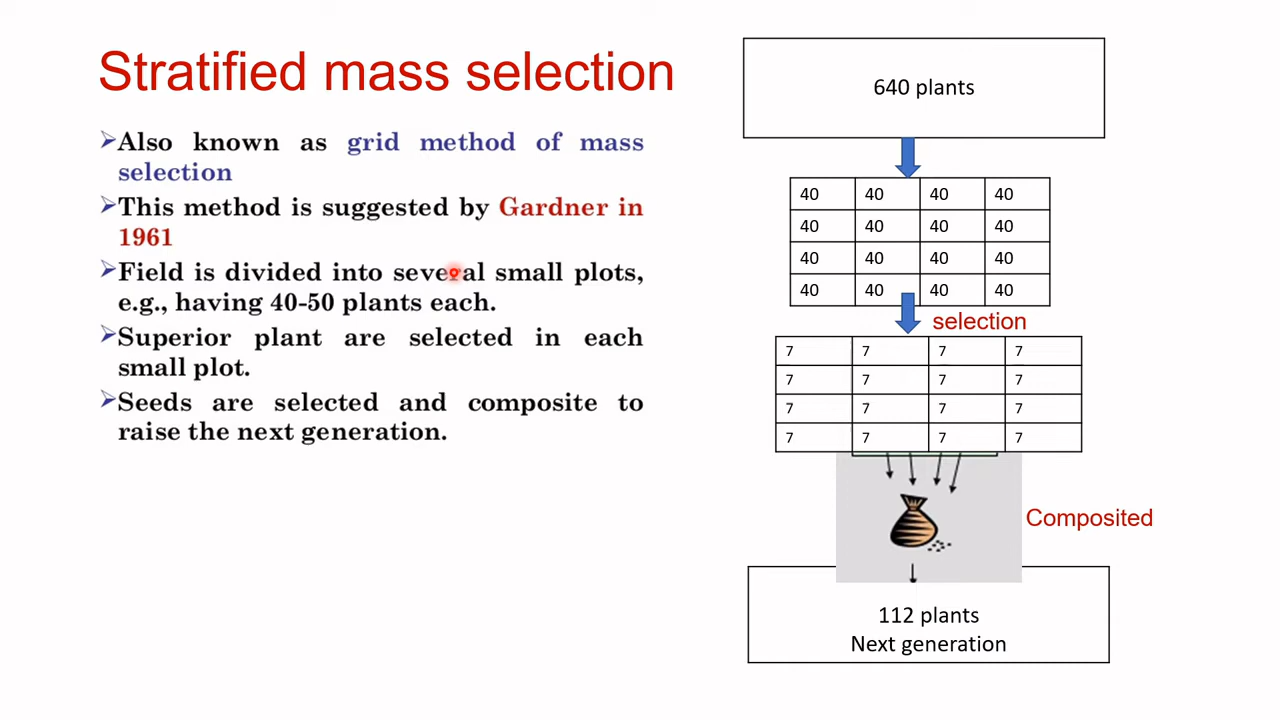 Stratified mass selection
➢Also known as grid method of mass
selection
➢This method is suggested by Gardner in
1961
➢Field is divided into several small plots,
e.g., having 40-50 plants each.
➢Superior plant are selected in each
small plot.
➢Seeds are selected and composite to
raise the next generation.
640 plants
40 40 40 40
40 40 40 40
40 40 40 40
40 40 40 40
selection
7 7 7 7
7 7 7 7
7 7 7 7
7 7 7 7
Composited
112 plants
Next generation